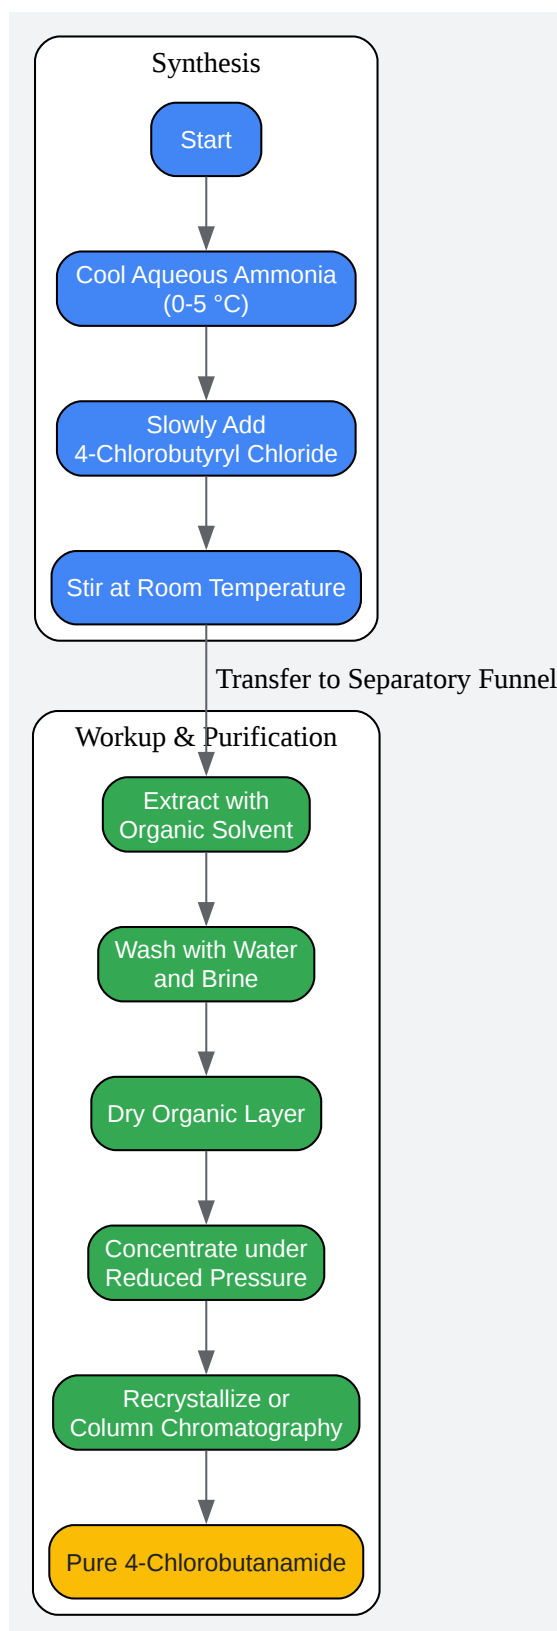 Synthesis
Start
Cool Aqueous Ammonia
(0-5 °C)
Slowly Add
4-Chlorobutyryl Chloride
Stir at Room Temperature
Transfer to Separatory Funnel
Workup & Purification
Extract with
Organic Solvent
Wash with Water
and Brine
Dry Organic Layer
Concentrate under
Reduced Pressure
Recrystallize or
Column Chromatography
Pure 4-Chlorobutanamide